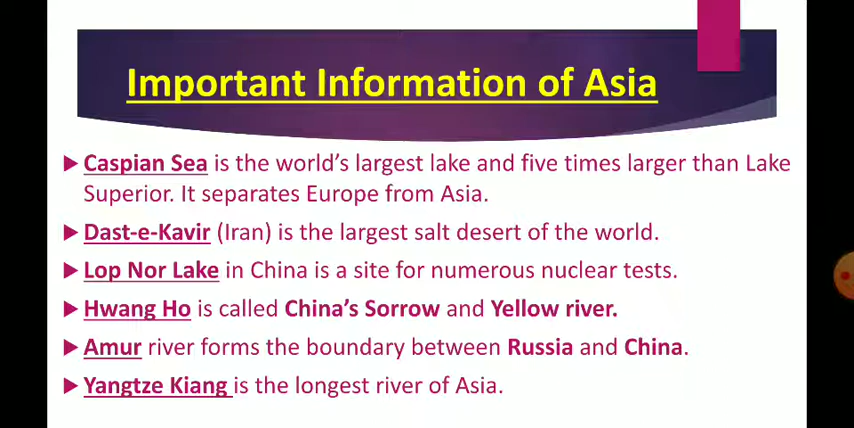 Important Information of Asia
Caspian Sea is the world's largest lake and five times larger than Lake
Superior. It separates Europe from Asia.
Dast-e-Kavir (Iran) is the largest salt desert of the world.
Lop Nor Lake in China is a site for numerous nuclear tests.
Hwang Ho is called China's Sorrow and Yellow river.
Amur river forms the boundary between Russia and China.
Yangtze Kiang is the longest river of Asia.